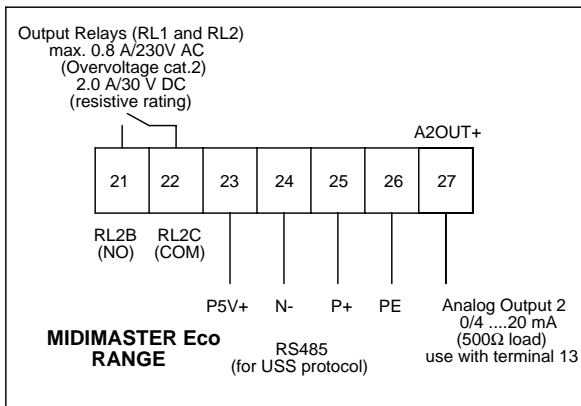 Output Relays (RL1 and RL2)
max. 0.8 A/230V AC
(Overvoltage cat.2)
2.0 A/30 V DC
(resistive rating)
A2OUT+
21 22 23 24 25 26 27
RL2B RL2C
(NO) (COM)
P5V+ N- P+ PE Analog Output 2
0/4 ....20 mA
(500Ω load)
use with terminal 13
MIDIMASTER Eco
RANGE
RS485
(for USS protocol)